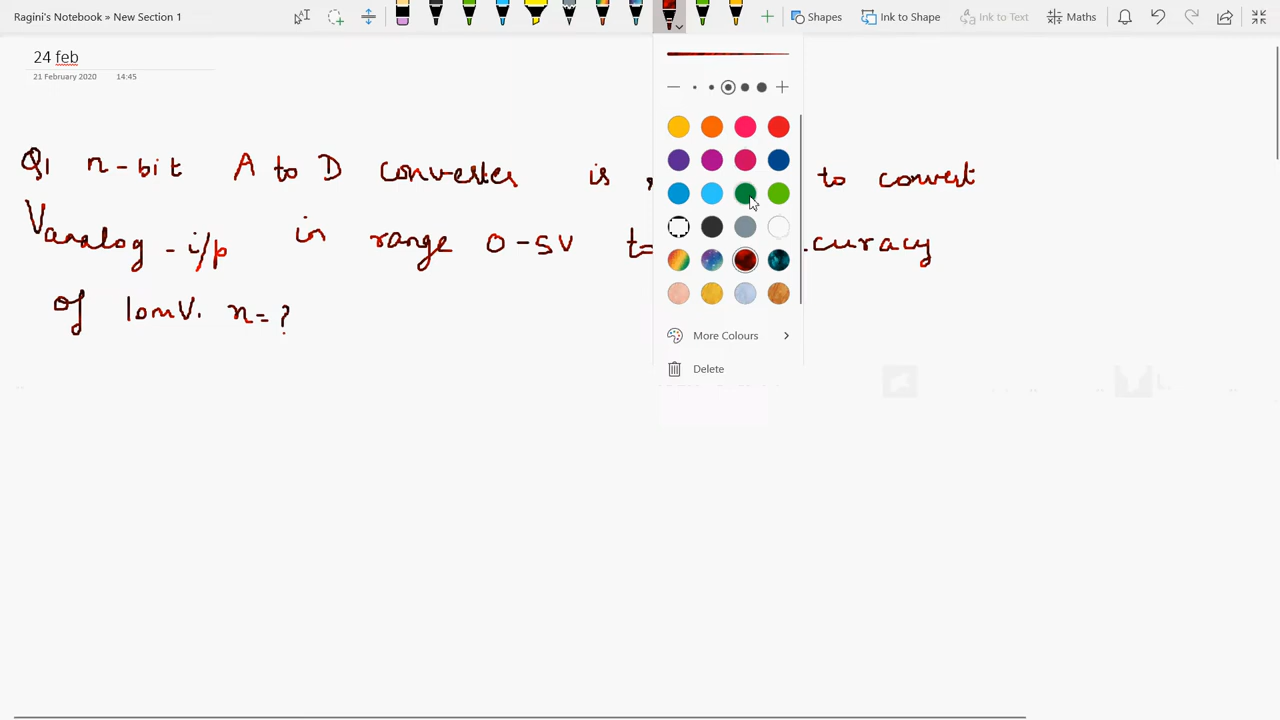 Ragini's Notebook » New Section 1
Shapes
Ink to Shape
Ink to Text
Maths
24 feb
21 February 2020 14:45
Q1 n-bit A to D converter is to convert
Vanalog - i/p in range 0-5V curacy
of 10mV. n=?
More Colours
Delete